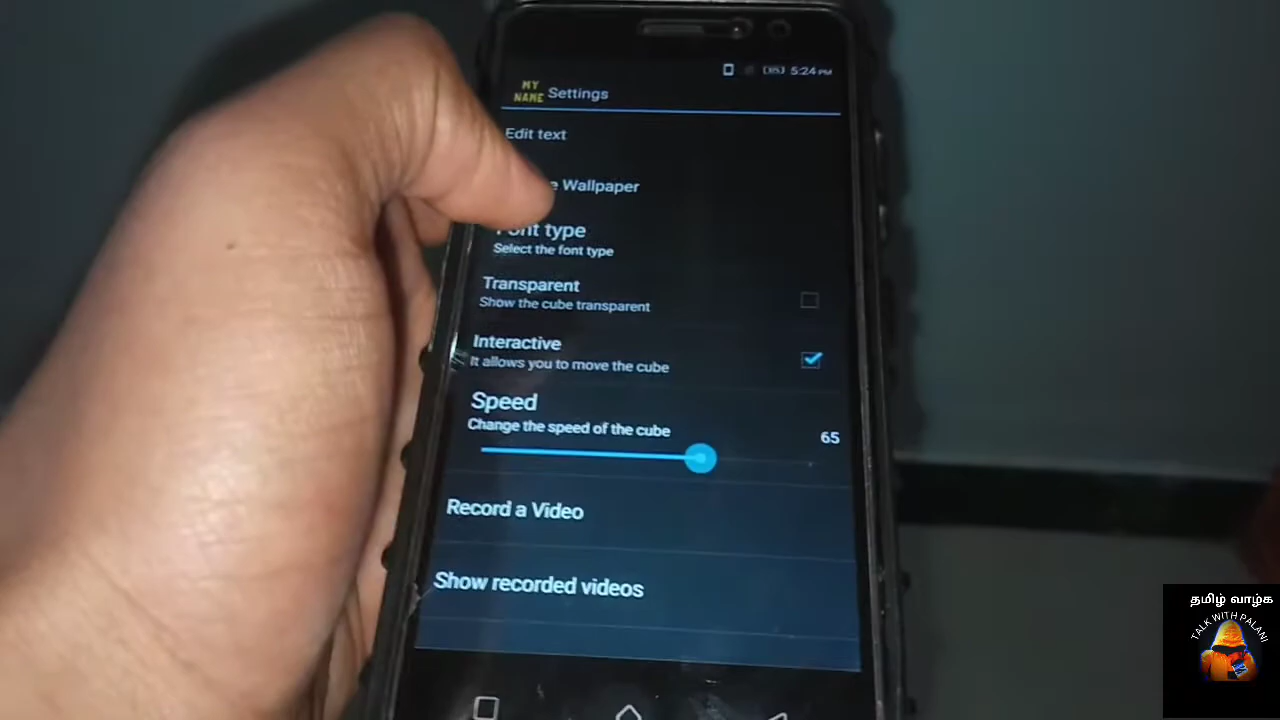 5:24 PM
MY
NAME
Settings
Edit text
Wallpaper
Font type
Select the font type
Transparent
Show the cube transparent
Interactive
It allows you to move the cube
Speed
Change the speed of the cube
65
Record a Video
Show recorded videos
தமிழ் வாழ்க
TALK WITH PALANI